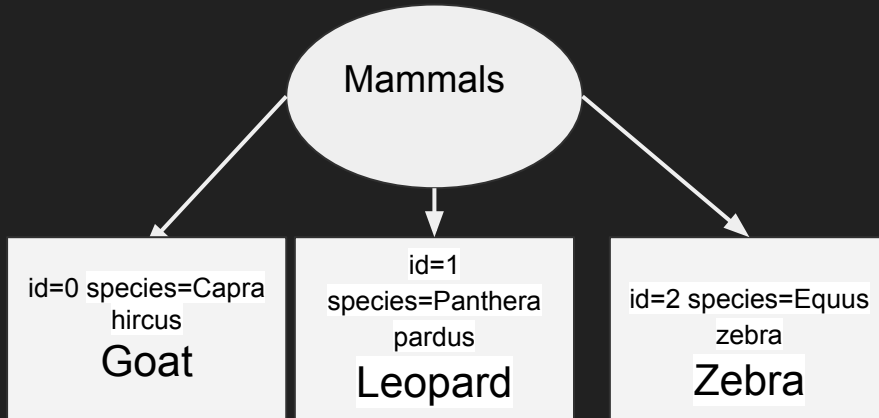 Mammals
id=0 species=Capra
hircus
Goat
id=1
species=Panthera
pardus
Leopard
id=2 species=Equus
zebra
Zebra